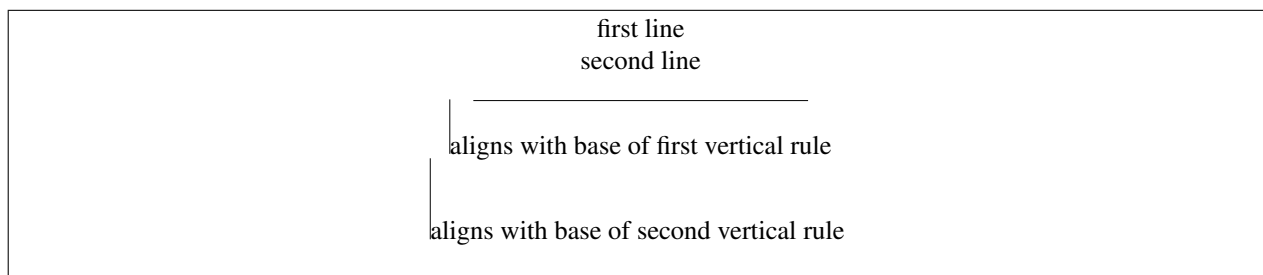 first line
second line
aligns with base of first vertical rule
aligns with base of second vertical rule